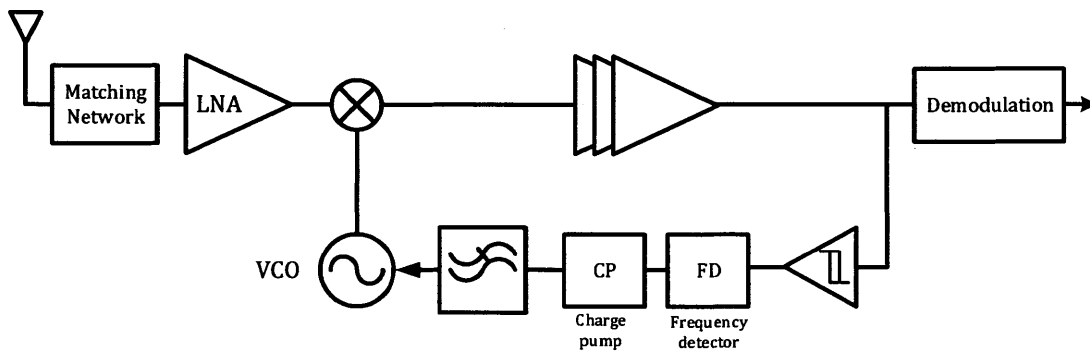 Matching
Network
LNA
Demodulation
VCO
CP
FD
Charge
pump
Frequency
detector